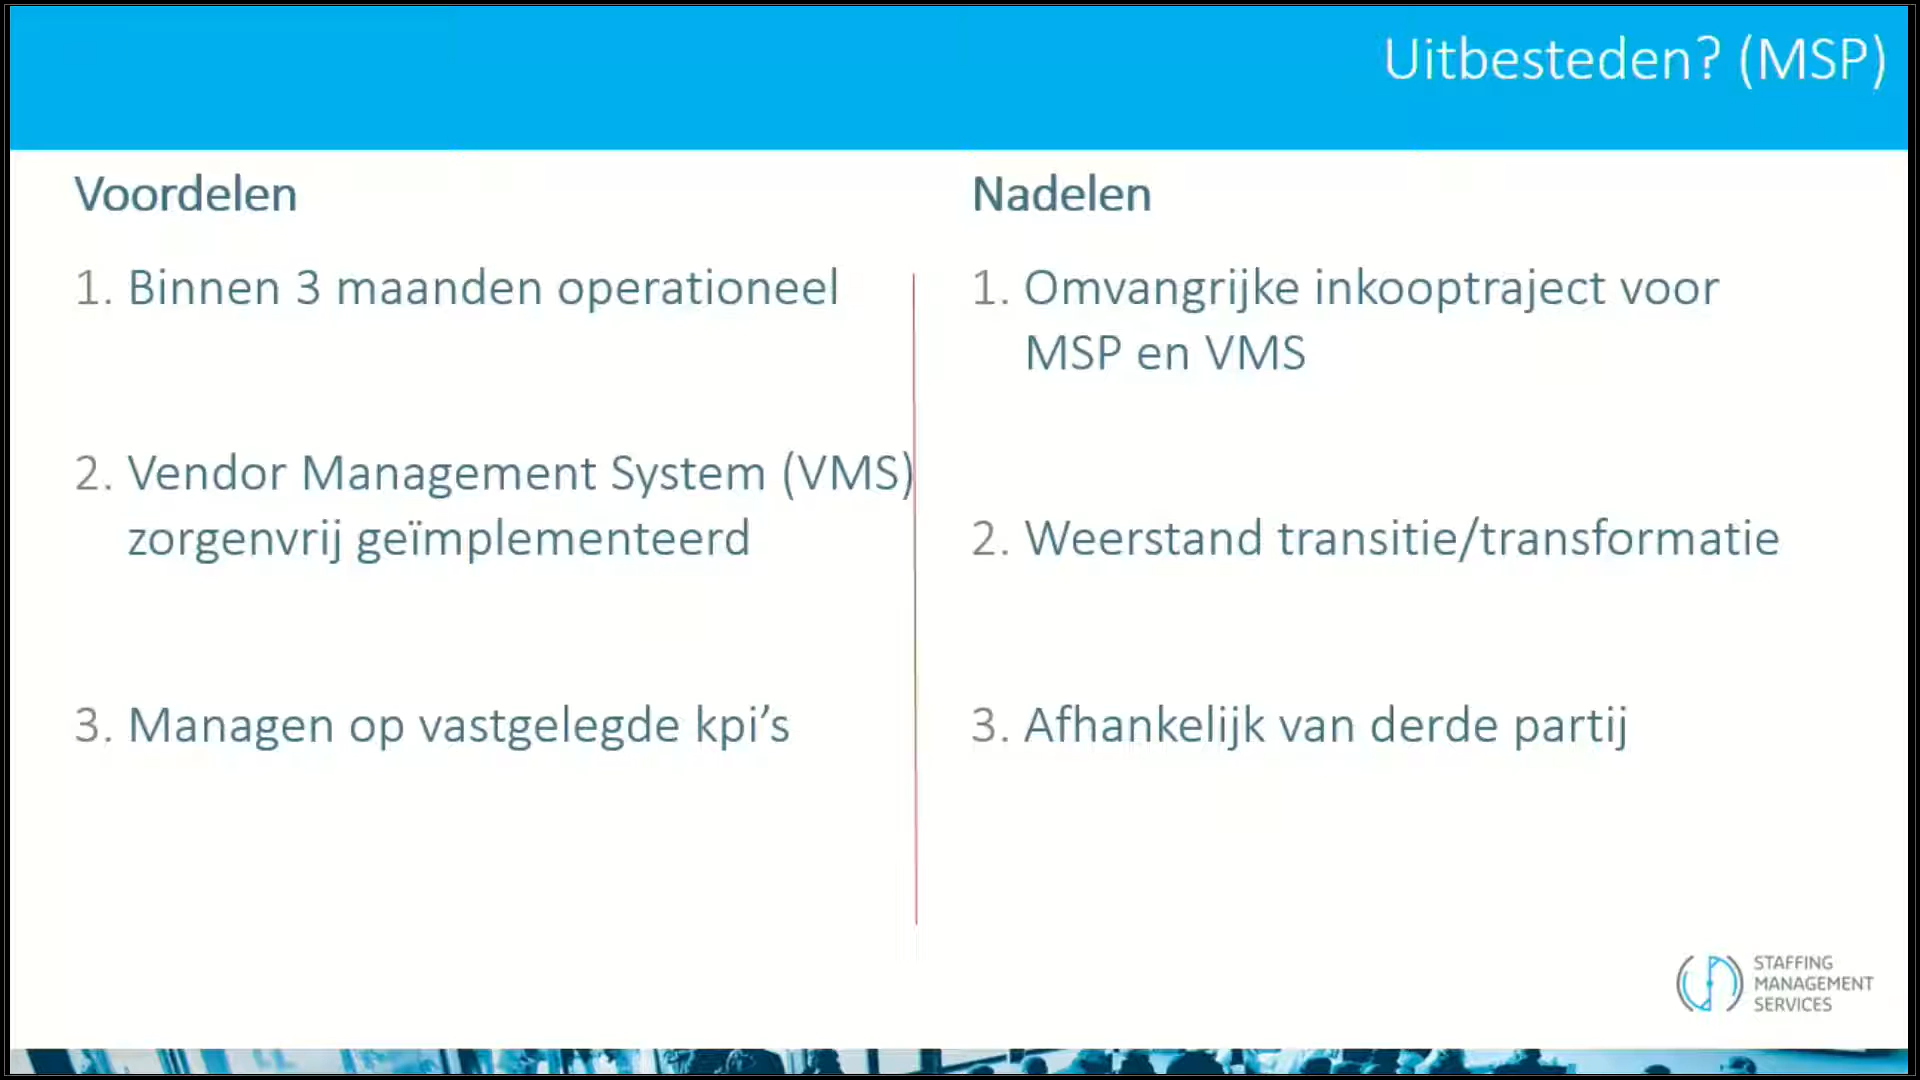 Uitbesteden? (MSP)
Voordelen
1. Binnen 3 maanden operationeel
2. Vendor Management System (VMS)
zorgenvrij geïmplementeerd
3. Managen op vastgelegde kpi’s
Nadelen
1. Omvangrijke inkooptraject voor
MSP en VMS
2. Weerstand transitie/transformatie
3. Afhankelijk van derde partij
STAFFING
MANAGEMENT
SERVICES